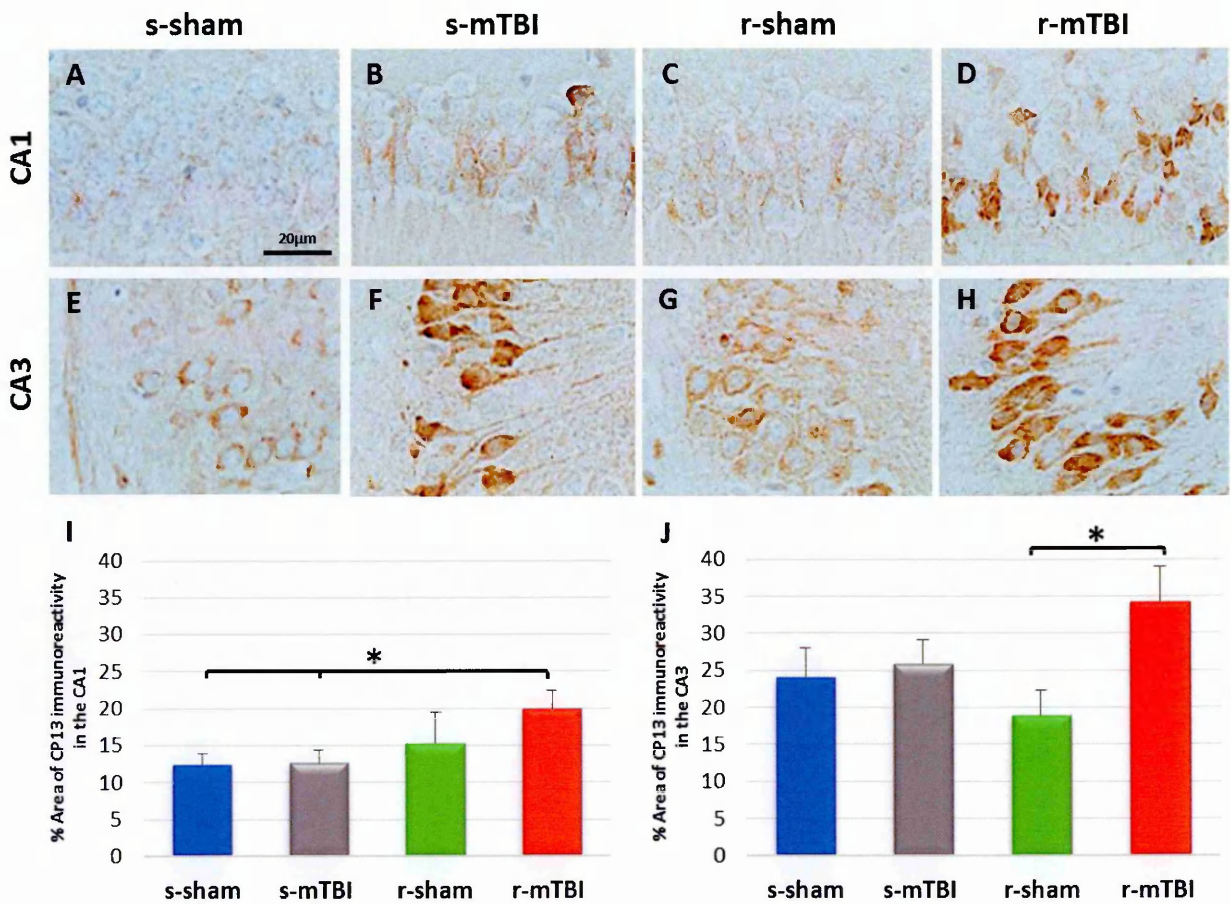 s-sham s-mTBI r-sham r-mTBI
CA1
A B C D
20µm
CA3
E F G H
I
% Area of CP13 immunoreactivity
in the CA1
40
35
30
25
20
15
10
5
0
*
s-sham s-mTBI r-sham r-mTBI
J
% Area of CP13 immunoreactivity
in the CA3
40
35
30
25
20
15
10
5
0
*
s-sham s-mTBI r-sham r-mTBI